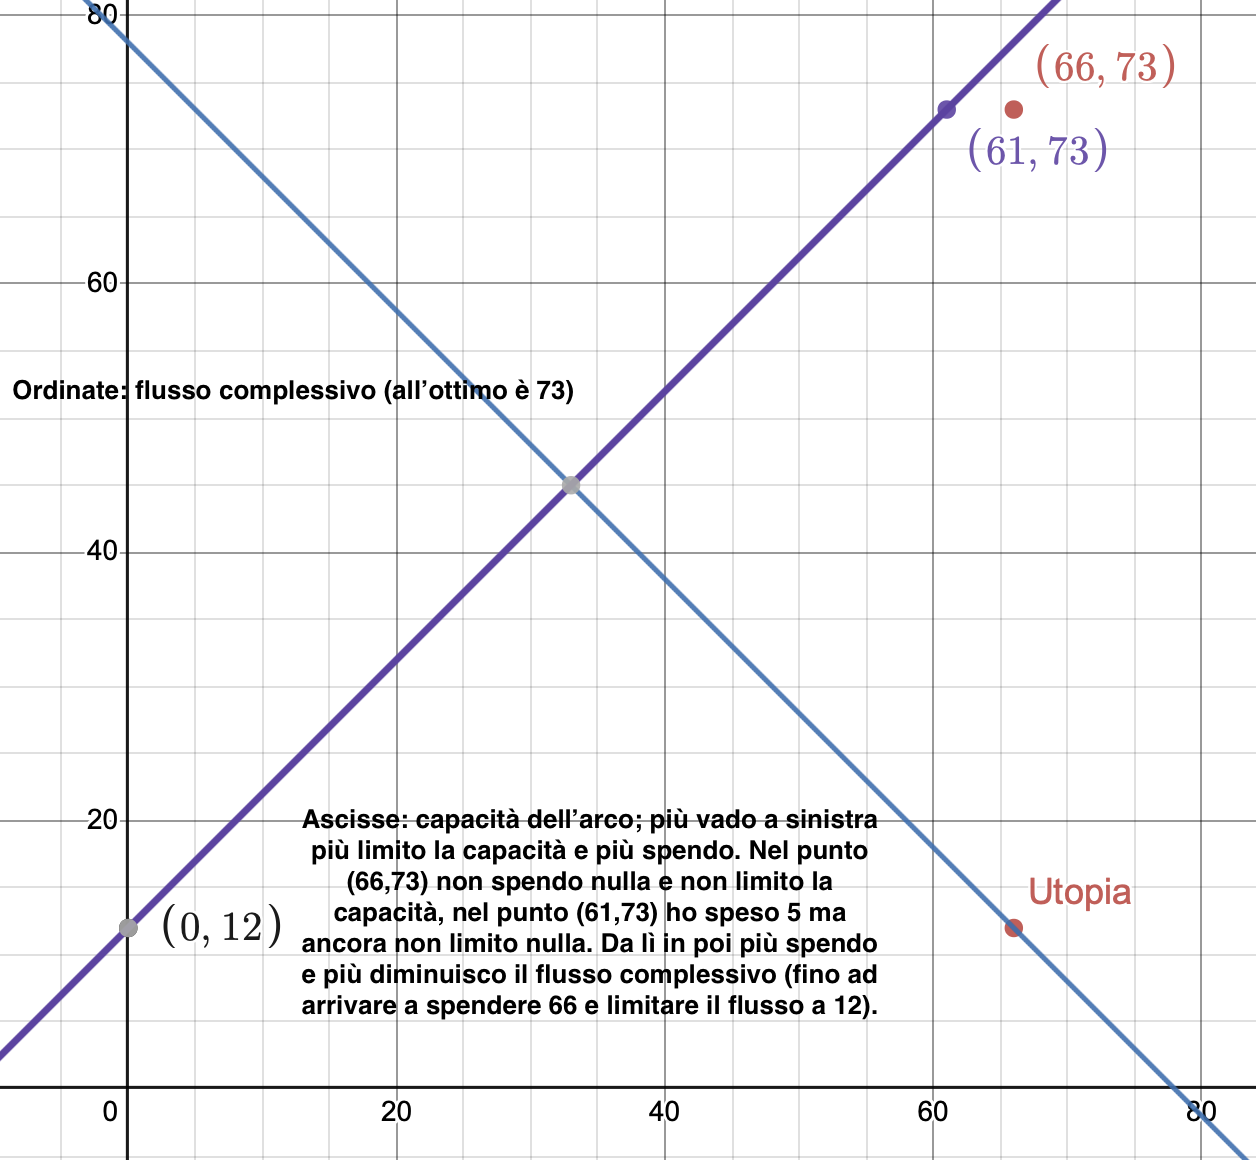 80
(66, 73)
(61, 73)
60
Ordinate: flusso complessivo (all’ottimo è 73)
40
20
Ascisse: capacità dell’arco; più vado a sinistra
più limito la capacità e più spendo. Nel punto
(66,73) non spendo nulla e non limito la
capacità, nel punto (61,73) ho speso 5 ma
ancora non limito nulla. Da lì in poi più spendo
e più diminuisco il flusso complessivo (fino ad
arrivare a spendere 66 e limitare il flusso a 12).
Utopia
(0, 12)
0
20
40
60
80